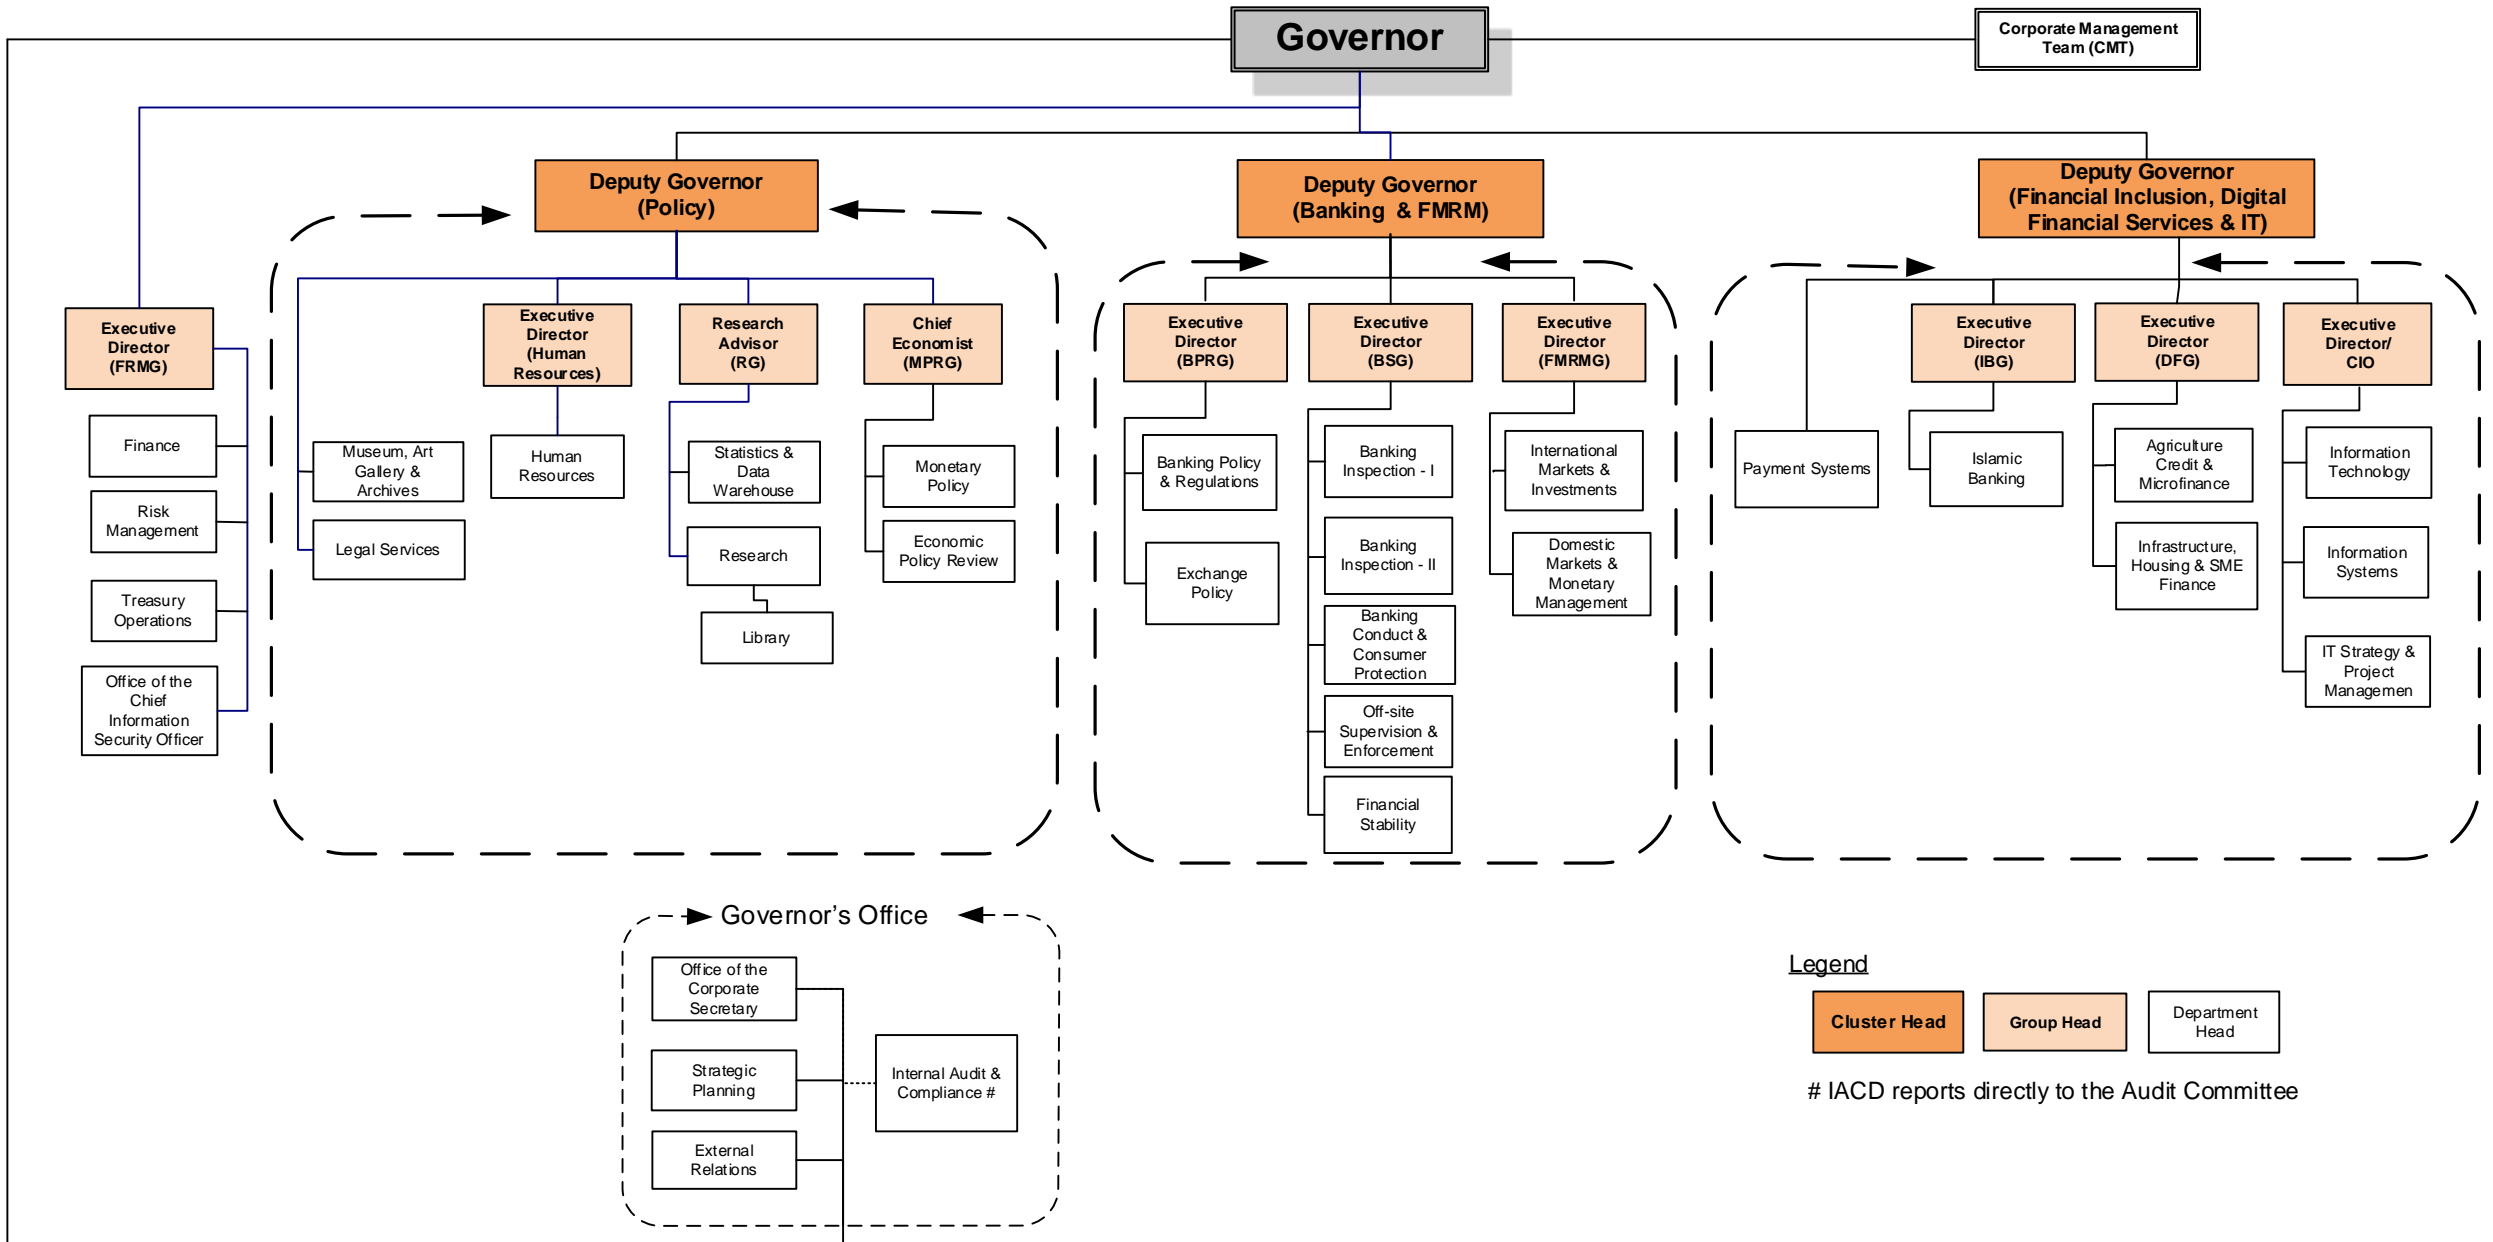 Governor
Corporate Management
Team (CMT)
Deputy Governor
(Policy)
Deputy Governor
(Banking & FMRM)
Deputy Governor
(Financial Inclusion, Digital
Financial Services & IT)
Executive
Director
(FRMG)
Executive
Director
(Human
Resources)
Research
Advisor
(RG)
Chief
Economist
(MPRG)
Executive
Director
(BPRG)
Executive
Director
(BSG)
Executive
Director
(FMRMG)
Executive
Director
(IBG)
Executive
Director
(DFG)
Executive
Director/
CIO
Finance
Risk
Management
Treasury
Operations
Office of the
Chief
Information
Security Officer
Museum, Art
Gallery &
Archives
Legal Services
Human
Resources
Statistics &
Data
Warehouse
Research
Library
Monetary
Policy
Economic
Policy Review
Banking Policy
& Regulations
Exchange
Policy
Banking
Inspection - I
Banking
Inspection - II
Banking
Conduct &
Consumer
Protection
Off-site
Supervision &
Enforcement
Financial
Stability
International
Markets &
Investments
Domestic
Markets &
Monetary
Management
Payment Systems
Islamic
Banking
Agriculture
Credit &
Microfinance
Infrastructure,
Housing & SME
Finance
Information
Technology
Information
Systems
IT Strategy &
Project
Managemen
Governor’s Office
Office of the
Corporate
Secretary
Strategic
Planning
External
Relations
Internal Audit &
Compliance #
Legend
Cluster Head
Group Head
Department
Head
# IACD reports directly to the Audit Committee